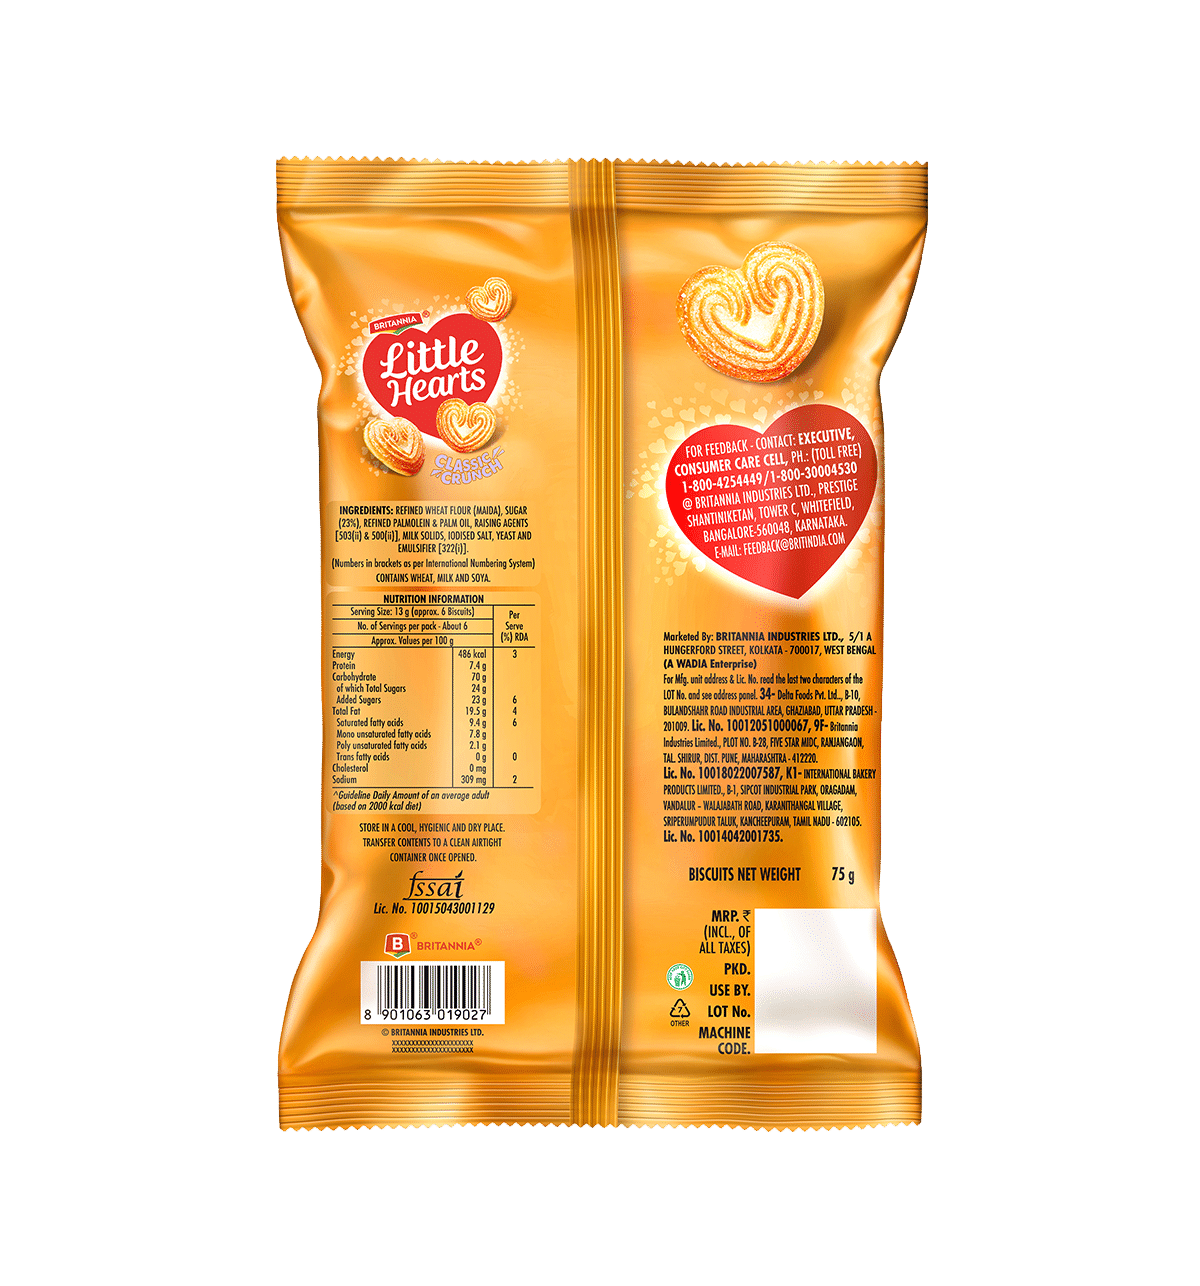 BRITANNIA®
Little
Hearts
CLASSIC
CRUNCH
INGREDIENTS: REFINED WHEAT FLOUR (MAIDA), SUGAR
(23%), REFINED PALMOLEIN & PALM OIL, RAISING AGENTS
[503(ii) & 500(ii)], MILK SOLIDS, IODISED SALT, YEAST AND
EMULSIFIER [322(i)].
(Numbers in brackets as per International Numbering System)
CONTAINS WHEAT, MILK AND SOYA.
NUTRITION INFORMATION
Serving Size: 13 g (approx. 6 Biscuits)
No. of Servings per pack - About 6
Approx. Values per 100 g
Per
Serve
(%) RDA
Energy 486 kcal 3
Protein 7.4 g
Carbohydrate 70 g
of which Total Sugars 24 g
Added Sugars 23 g 6
Total Fat 19.5 g 4
Saturated fatty acids 9.4 g 6
Mono unsaturated fatty acids 7.8 g
Poly unsaturated fatty acids 2.1 g
Trans fatty acids 0 g 0
Cholesterol 0 mg
Sodium 309 mg 2
^Guideline Daily Amount of an average adult
(based on 2000 kcal diet)
STORE IN A COOL, HYGIENIC AND DRY PLACE.
TRANSFER CONTENTS TO A CLEAN AIRTIGHT
CONTAINER ONCE OPENED.
fssai
Lic. No. 10015043001129
B® BRITANNIA®
8 901063 019027
© BRITANNIA INDUSTRIES LTD.
FOR FEEDBACK - CONTACT: EXECUTIVE,
CONSUMER CARE CELL, PH.: (TOLL FREE)
1-800-4254449/1-800-30004530
@ BRITANNIA INDUSTRIES LTD., PRESTIGE
SHANTINIKETAN, TOWER C, WHITEFIELD,
BANGALORE-560048, KARNATAKA.
E-MAIL: FEEDBACK@BRITINDIA.COM
Marketed By: BRITANNIA INDUSTRIES LTD., 5/1 A
HUNGERFORD STREET, KOLKATA - 700017, WEST BENGAL
(A WADIA Enterprise)
For Mfg. unit address & Lic. No. read the last two characters of the
LOT No. and see address panel. 34- Delta Foods Pvt. Ltd., B-10,
BULANDSHAHR ROAD INDUSTRIAL AREA, GHAZIABAD, UTTAR PRADESH -
201009. Lic. No. 10012051000067, 9F- Britannia
Industries Limited., PLOT NO. B-28, FIVE STAR MIDC, RANJANGAON,
TAL. SHIRUR, DIST. PUNE, MAHARASHTRA - 412220.
Lic. No. 10018022007587, K1- INTERNATIONAL BAKERY
PRODUCTS LIMITED., B-1, SIPCOT INDUSTRIAL PARK, ORAGADAM,
VANDALUR – WALAJABATH ROAD, KARANITHANGAL VILLAGE,
SRIPERUMPUDUR TALUK, KANCHEEPURAM, TAMIL NADU - 602105.
Lic. No. 10014042001735.
BISCUITS NET WEIGHT 75 g
MRP. ₹
(INCL., OF
ALL TAXES)
PKD.
USE BY.
LOT No.
MACHINE
CODE.
7
OTHER